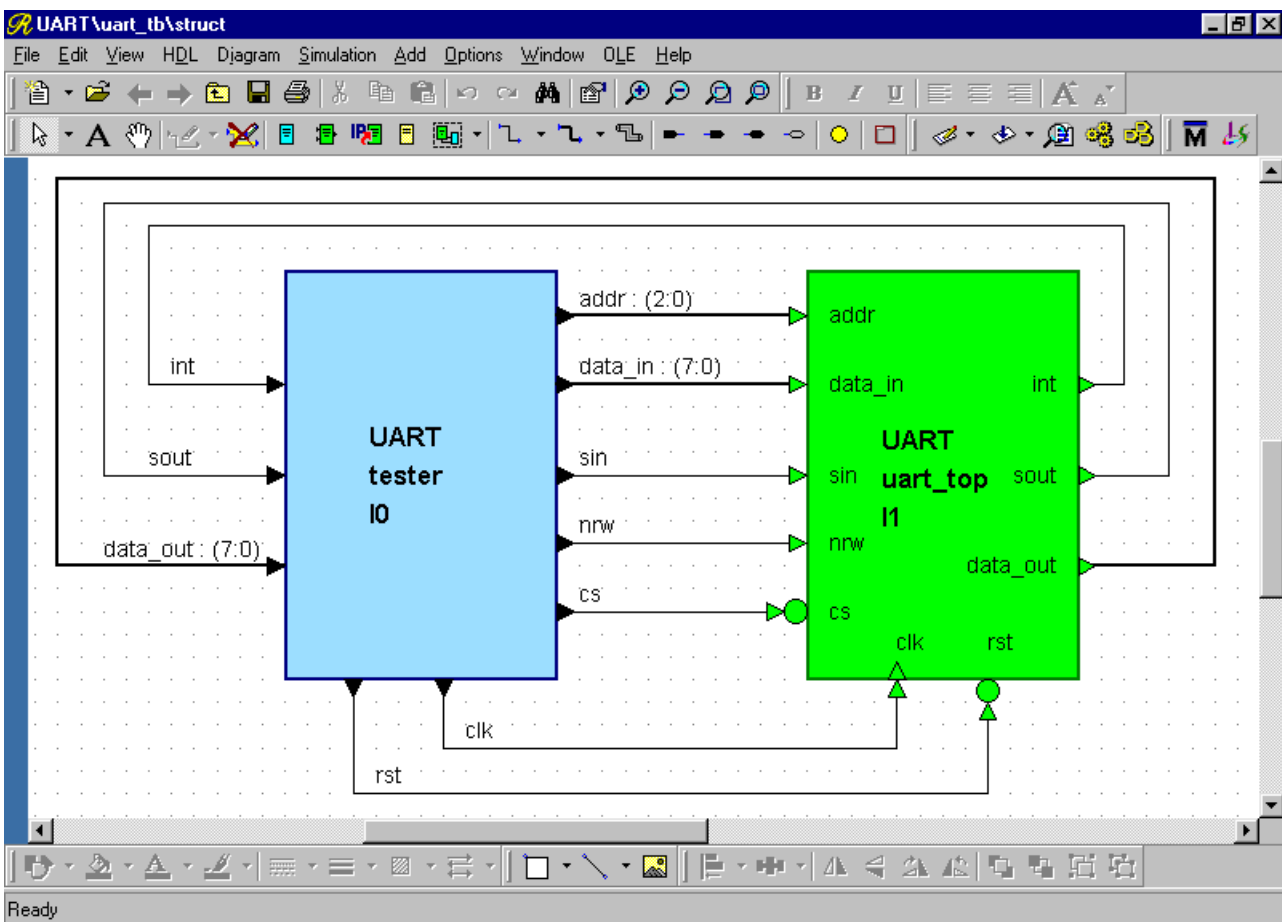 UART\uart_tb\struct
File Edit View HDL Diagram Simulation Add Options Window OLE Help
B I U A A
A IP M
addr : (2:0)
addr
int
data_in : (7:0)
data_in
int
UART
tester
I0
UART
uart_top
I1
sout
sin
sin
sout
nrw
nrw
data_out : (7:0)
data_out
cs
cs
clk
rst
clk
rst
A
Ready